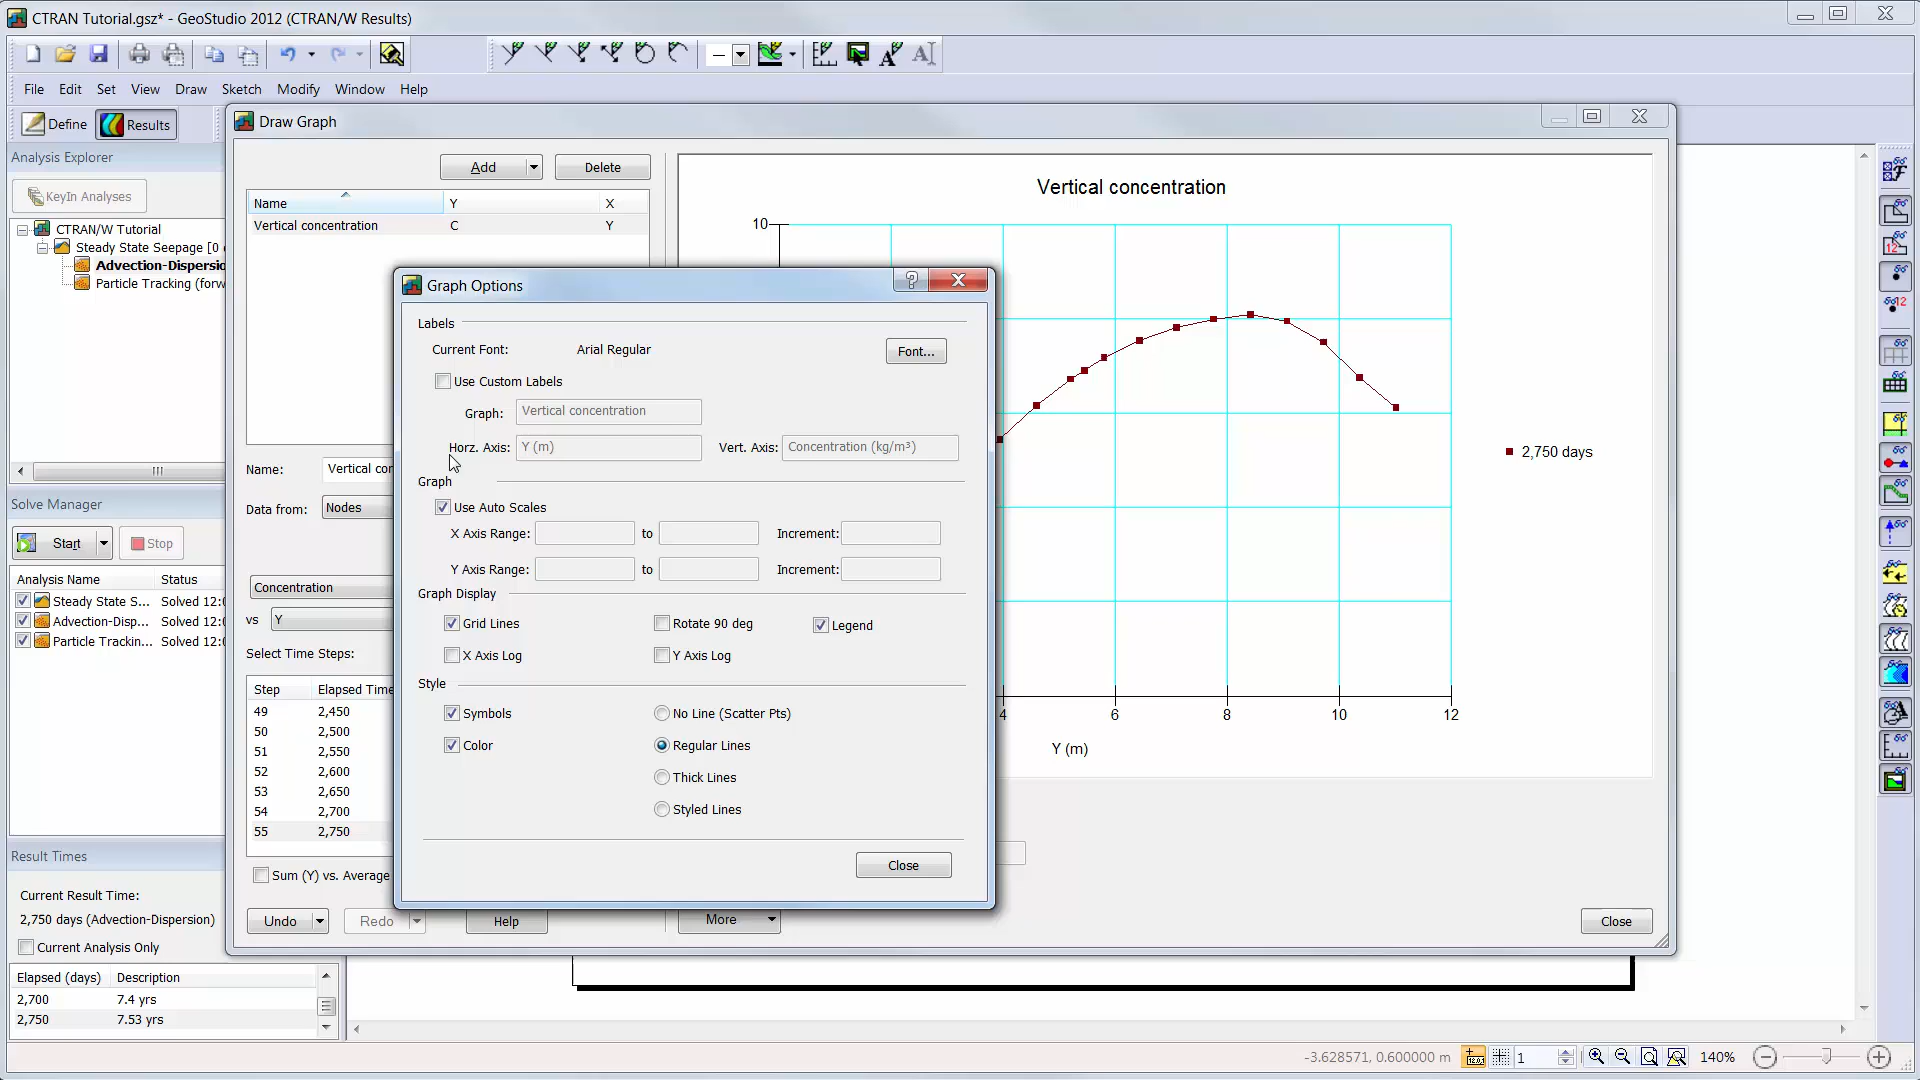 CTRAN Tutorial.gsz* - GeoStudio 2012 (CTRAN/W Results)
File Edit Set View Draw Sketch Modify Window Help
Define Results
Draw Graph
Analysis Explorer
KeyIn Analyses
CTRAN/W Tutorial
Steady State Seepage [0
Advection-Dispersio
Particle Tracking (forw
Add Delete
Name Y X
Vertical concentration C Y
Vertical concentration
10
4 6 8 10 12
Y (m)
2,750 days
Graph Options
Labels
Current Font: Arial Regular Font...
Use Custom Labels
Graph: Vertical concentration
Horz. Axis: Y (m) Vert. Axis: Concentration (kg/m³)
Graph
Use Auto Scales
X Axis Range: to Increment:
Y Axis Range: to Increment:
Graph Display
Grid Lines Rotate 90 deg Legend
X Axis Log Y Axis Log
Style
Symbols No Line (Scatter Pts)
Color Regular Lines
Thick Lines
Styled Lines
Close
Name: Vertical cor
Data from: Nodes
Concentration
vs Y
Select Time Steps:
Step Elapsed Time
49 2,450
50 2,500
51 2,550
52 2,600
53 2,650
54 2,700
55 2,750
Sum (Y) vs. Average
Undo Redo Help More Close
Solve Manager
Start Stop
Analysis Name Status
Steady State S... Solved 12:0
Advection-Disp... Solved 12:0
Particle Trackin... Solved 12:0
Result Times
Current Result Time:
2,750 days (Advection-Dispersion)
Current Analysis Only
Elapsed (days) Description
2,700 7.4 yrs
2,750 7.53 yrs
-3.628571, 0.600000 m 1 140%